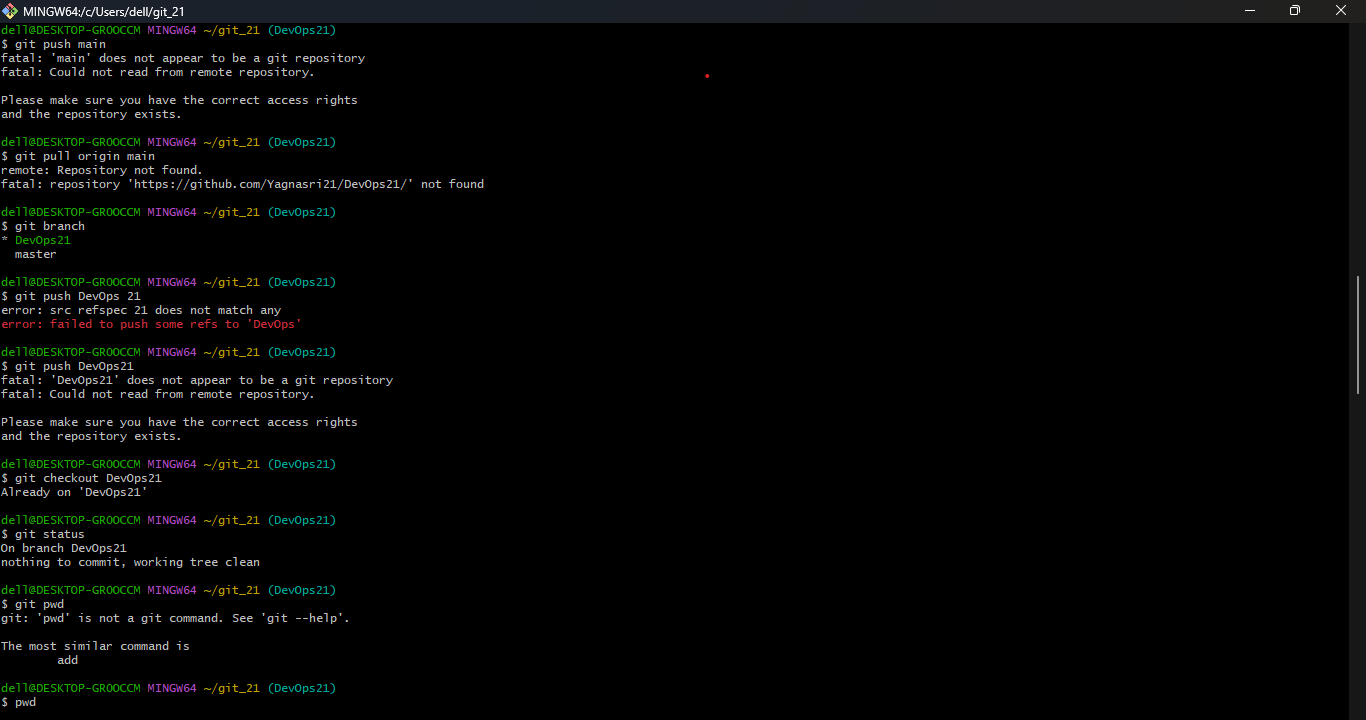 MINGW64:/c/Users/dell/git_21
dell@DESKTOP-GROOCCM MINGW64 ~/git_21 (DevOps21)
$ git push main
fatal: 'main' does not appear to be a git repository
fatal: Could not read from remote repository.
Please make sure you have the correct access rights
and the repository exists.
dell@DESKTOP-GROOCCM MINGW64 ~/git_21 (DevOps21)
$ git pull origin main
remote: Repository not found.
fatal: repository 'https://github.com/Yagnasri21/DevOps21/' not found
dell@DESKTOP-GROOCCM MINGW64 ~/git_21 (DevOps21)
$ git branch
* DevOps21
master
dell@DESKTOP-GROOCCM MINGW64 ~/git_21 (DevOps21)
$ git push DevOps 21
error: src refspec 21 does not match any
error: failed to push some refs to 'DevOps'
dell@DESKTOP-GROOCCM MINGW64 ~/git_21 (DevOps21)
$ git push DevOps21
fatal: 'DevOps21' does not appear to be a git repository
fatal: Could not read from remote repository.
Please make sure you have the correct access rights
and the repository exists.
dell@DESKTOP-GROOCCM MINGW64 ~/git_21 (DevOps21)
$ git checkout DevOps21
Already on 'DevOps21'
dell@DESKTOP-GROOCCM MINGW64 ~/git_21 (DevOps21)
$ git status
On branch DevOps21
nothing to commit, working tree clean
dell@DESKTOP-GROOCCM MINGW64 ~/git_21 (DevOps21)
$ git pwd
git: 'pwd' is not a git command. See 'git --help'.
The most similar command is
add
dell@DESKTOP-GROOCCM MINGW64 ~/git_21 (DevOps21)
$ pwd